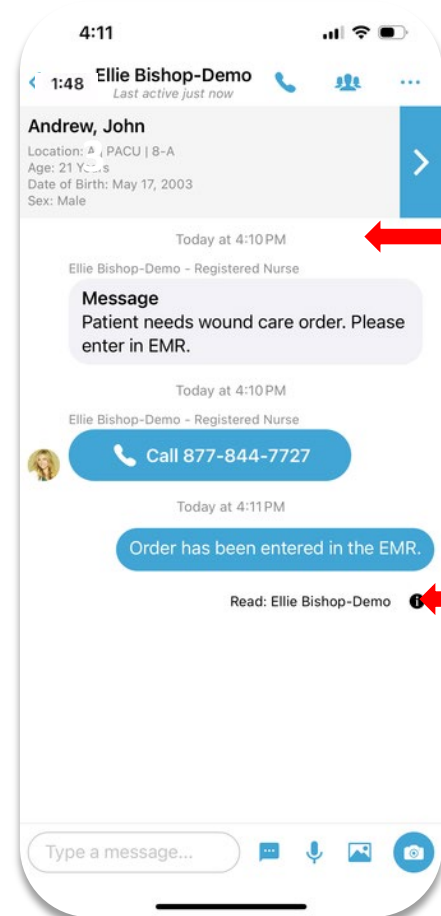 4:11
1:48 Ellie Bishop-Demo
Last active just now
Andrew, John
Location: A PACU | 8-A
Age: 21
Date of Birth: May 17, 2003
Sex: Male
Today at 4:10 PM
Ellie Bishop-Demo - Registered Nurse
Message
Patient needs wound care order. Please
enter in EMR.
Today at 4:10 PM
Ellie Bishop-Demo - Registered Nurse
Call 877-844-7727
Today at 4:11 PM
Order has been entered in the EMR.
Read: Ellie Bishop-Demo
Type a message...